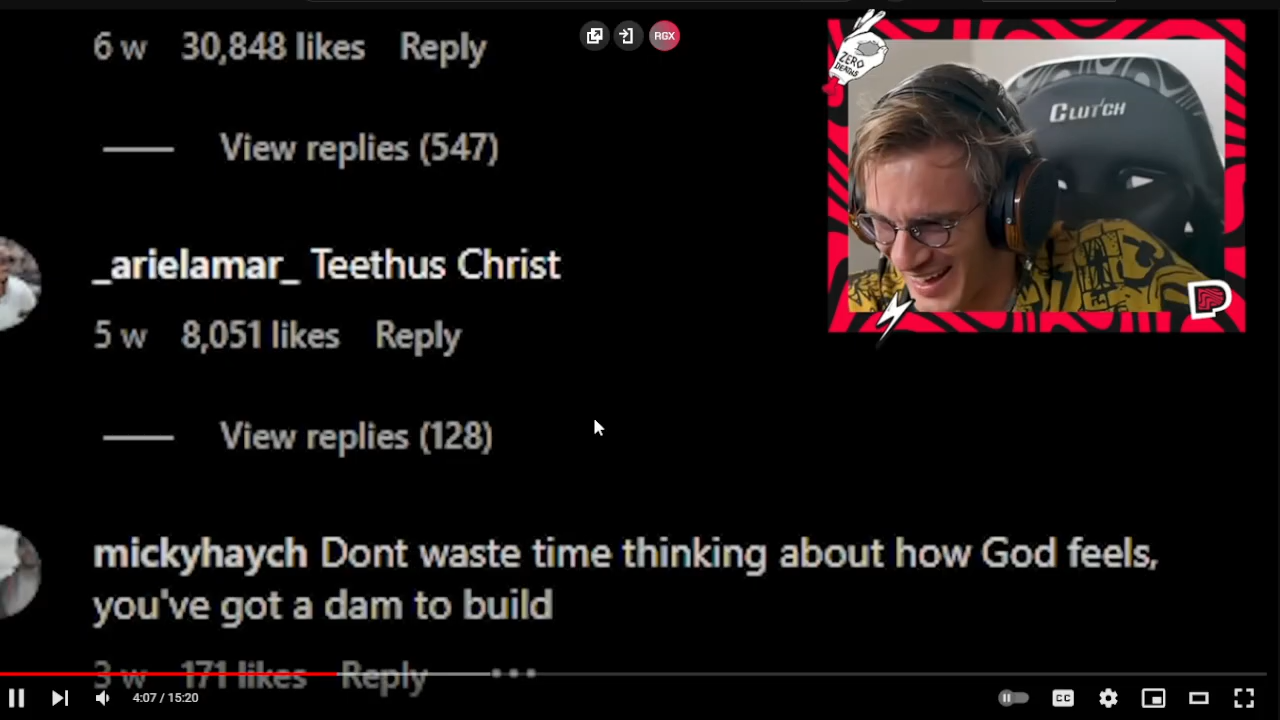 6 w 30,848 likes Reply
RGX
ZERO DEATHS
CLUTCH
View replies (547)
_arielamar_ Teethus Christ
5 w 8,051 likes Reply
View replies (128)
mickyhaych Dont waste time thinking about how God feels,
you've got a dam to build
3 w 171 likes Reply
4:07 / 15:20
CC